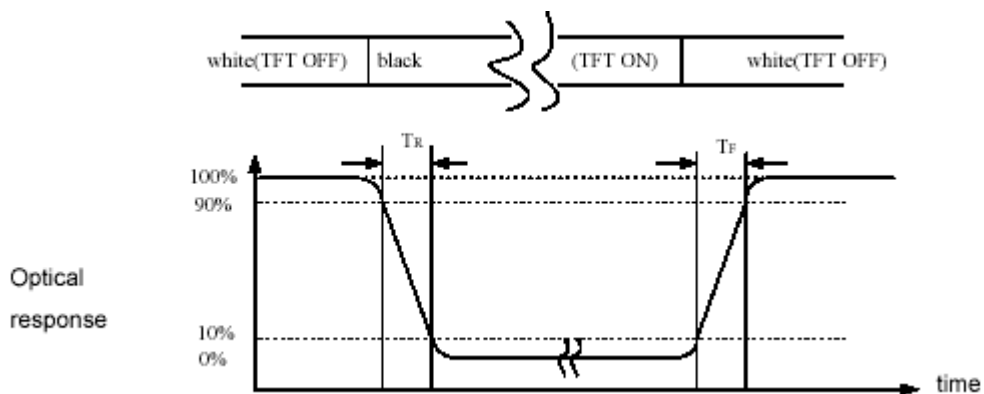 white(TFT OFF) black (TFT ON) white(TFT OFF)
TR TF
100%
90%
Optical
response
10%
0%
time